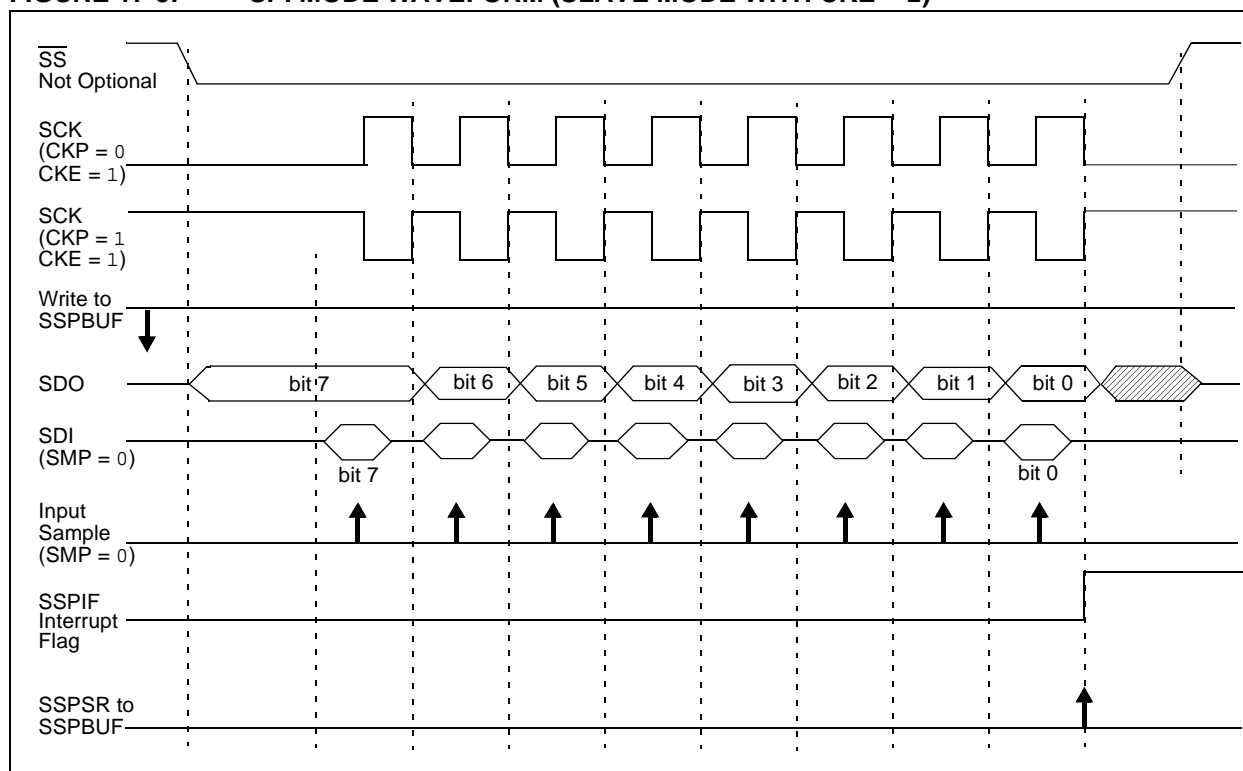 FIGURE 17-6: SPI MODE WAVEFORM (SLAVE MODE WITH CKE = 1)
SS
Not Optional
SCK
(CKP = 0
CKE = 1)
SCK
(CKP = 1
CKE = 1)
Write to
SSPBUF
SDO
bit 7 bit 6 bit 5 bit 4 bit 3 bit 2 bit 1 bit 0
SDI
(SMP = 0)
bit 7 bit 0
Input
Sample
(SMP = 0)
SSPIF
Interrupt
Flag
SSPSR to
SSPBUF